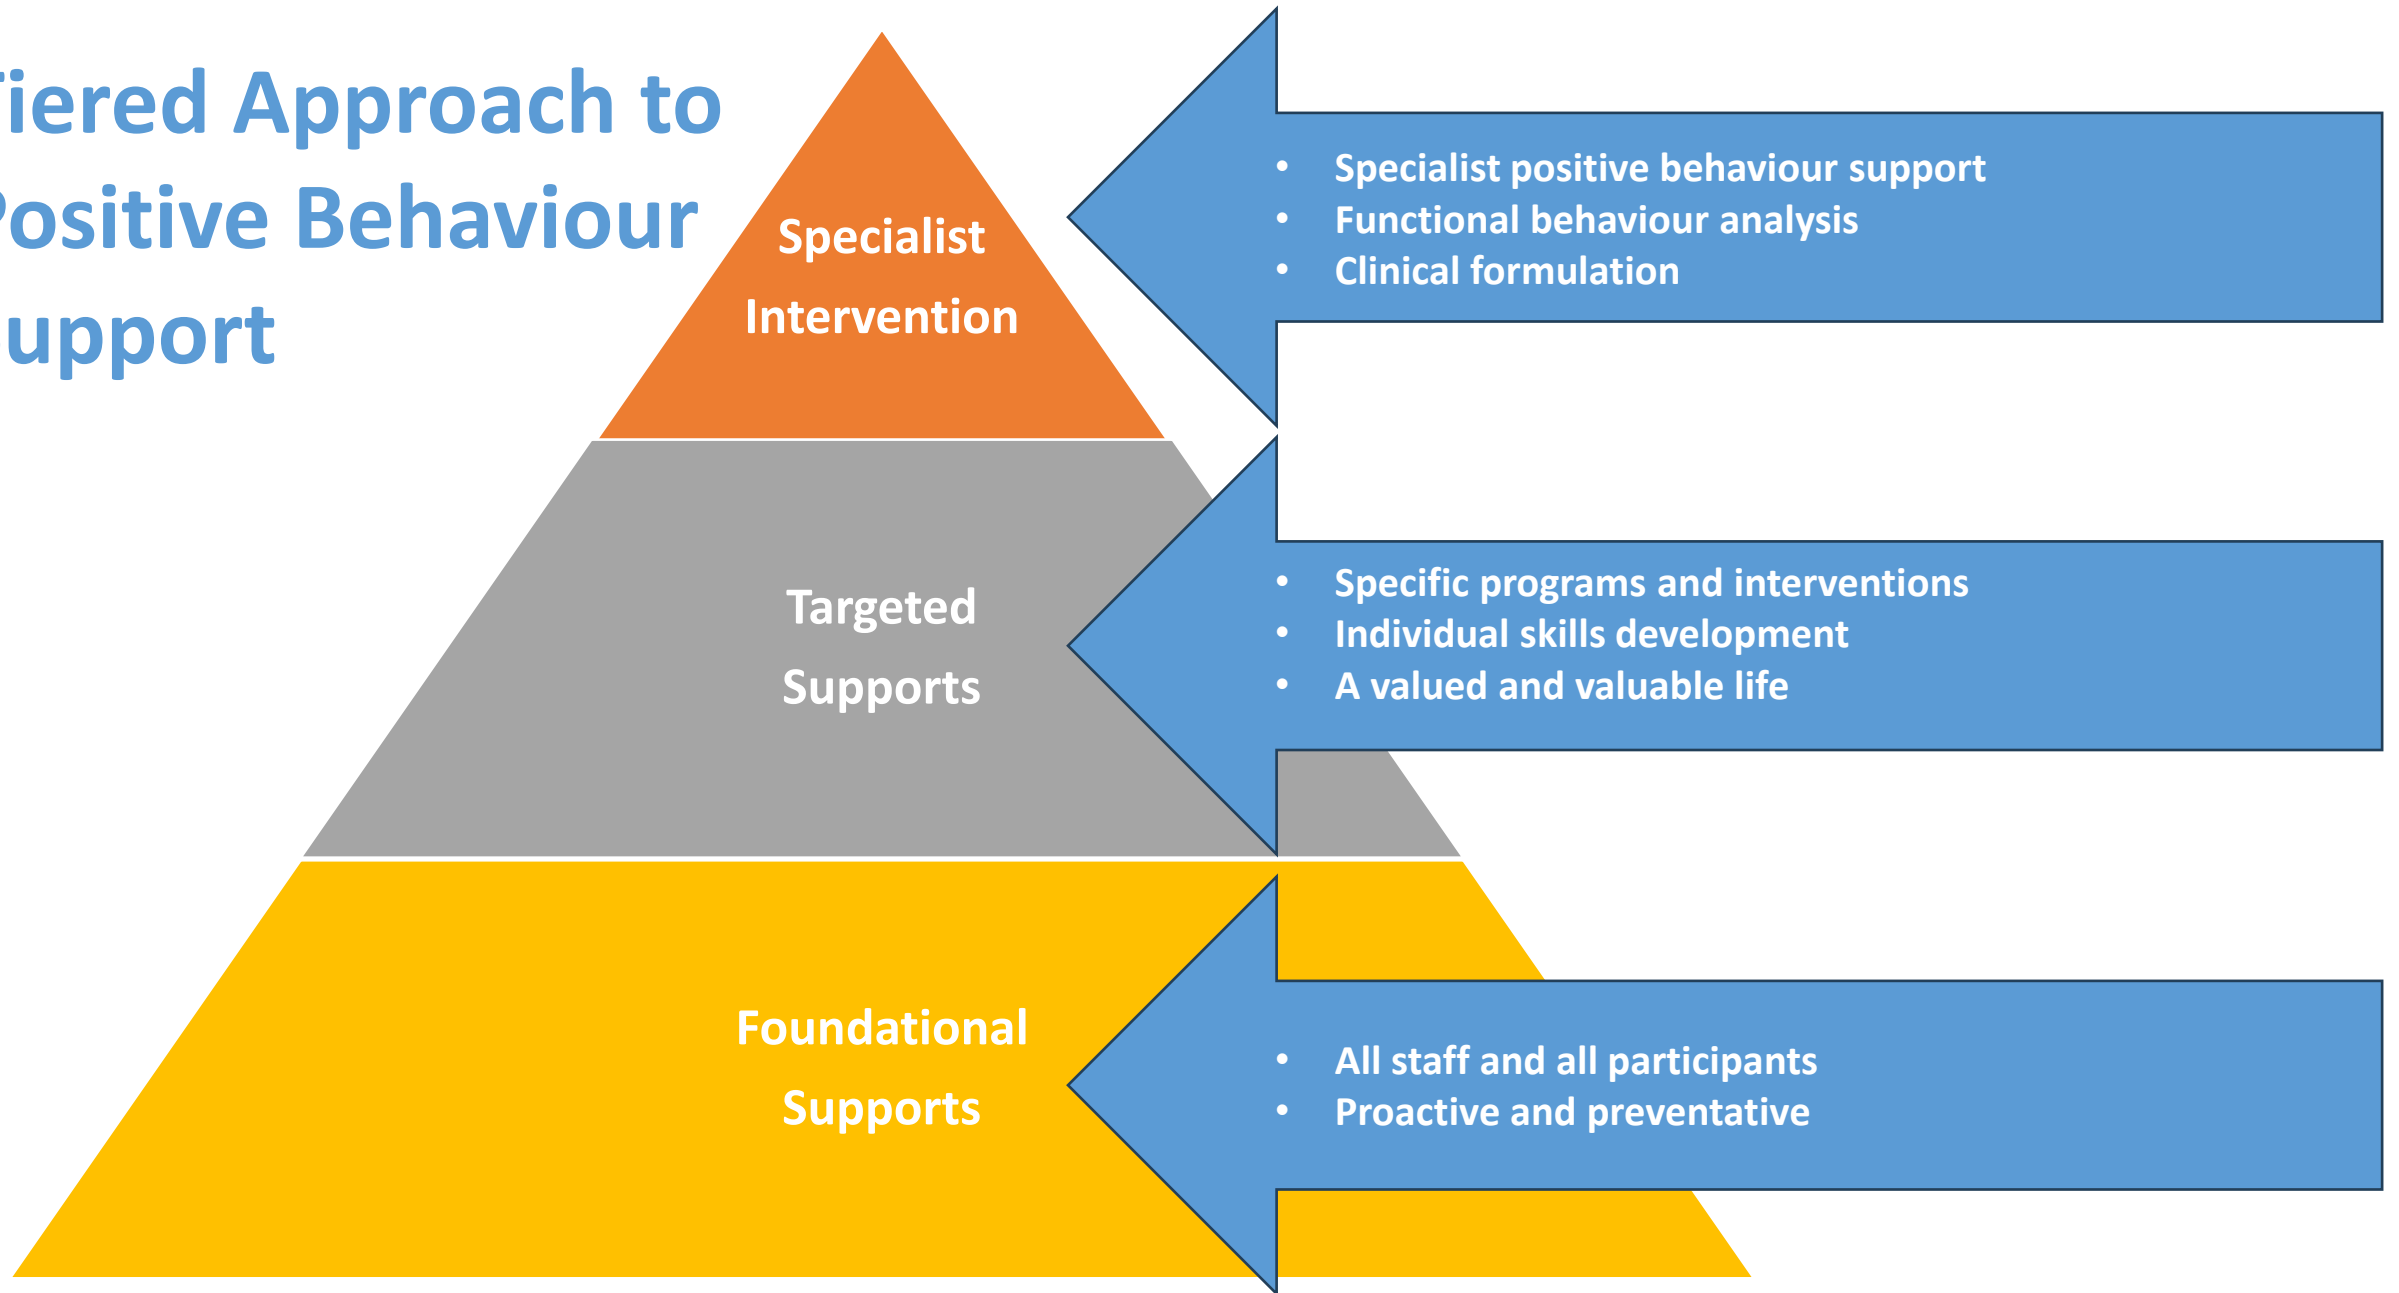 Tiered Approach to
Positive Behaviour
upport
Specialist
Intervention
• Specialist positive behaviour support
• Functional behaviour analysis
• Clinical formulation
Targeted
Supports
• Specific programs and interventions
• Individual skills development
• A valued and valuable life
Foundational
Supports
• All staff and all participants
• Proactive and preventative